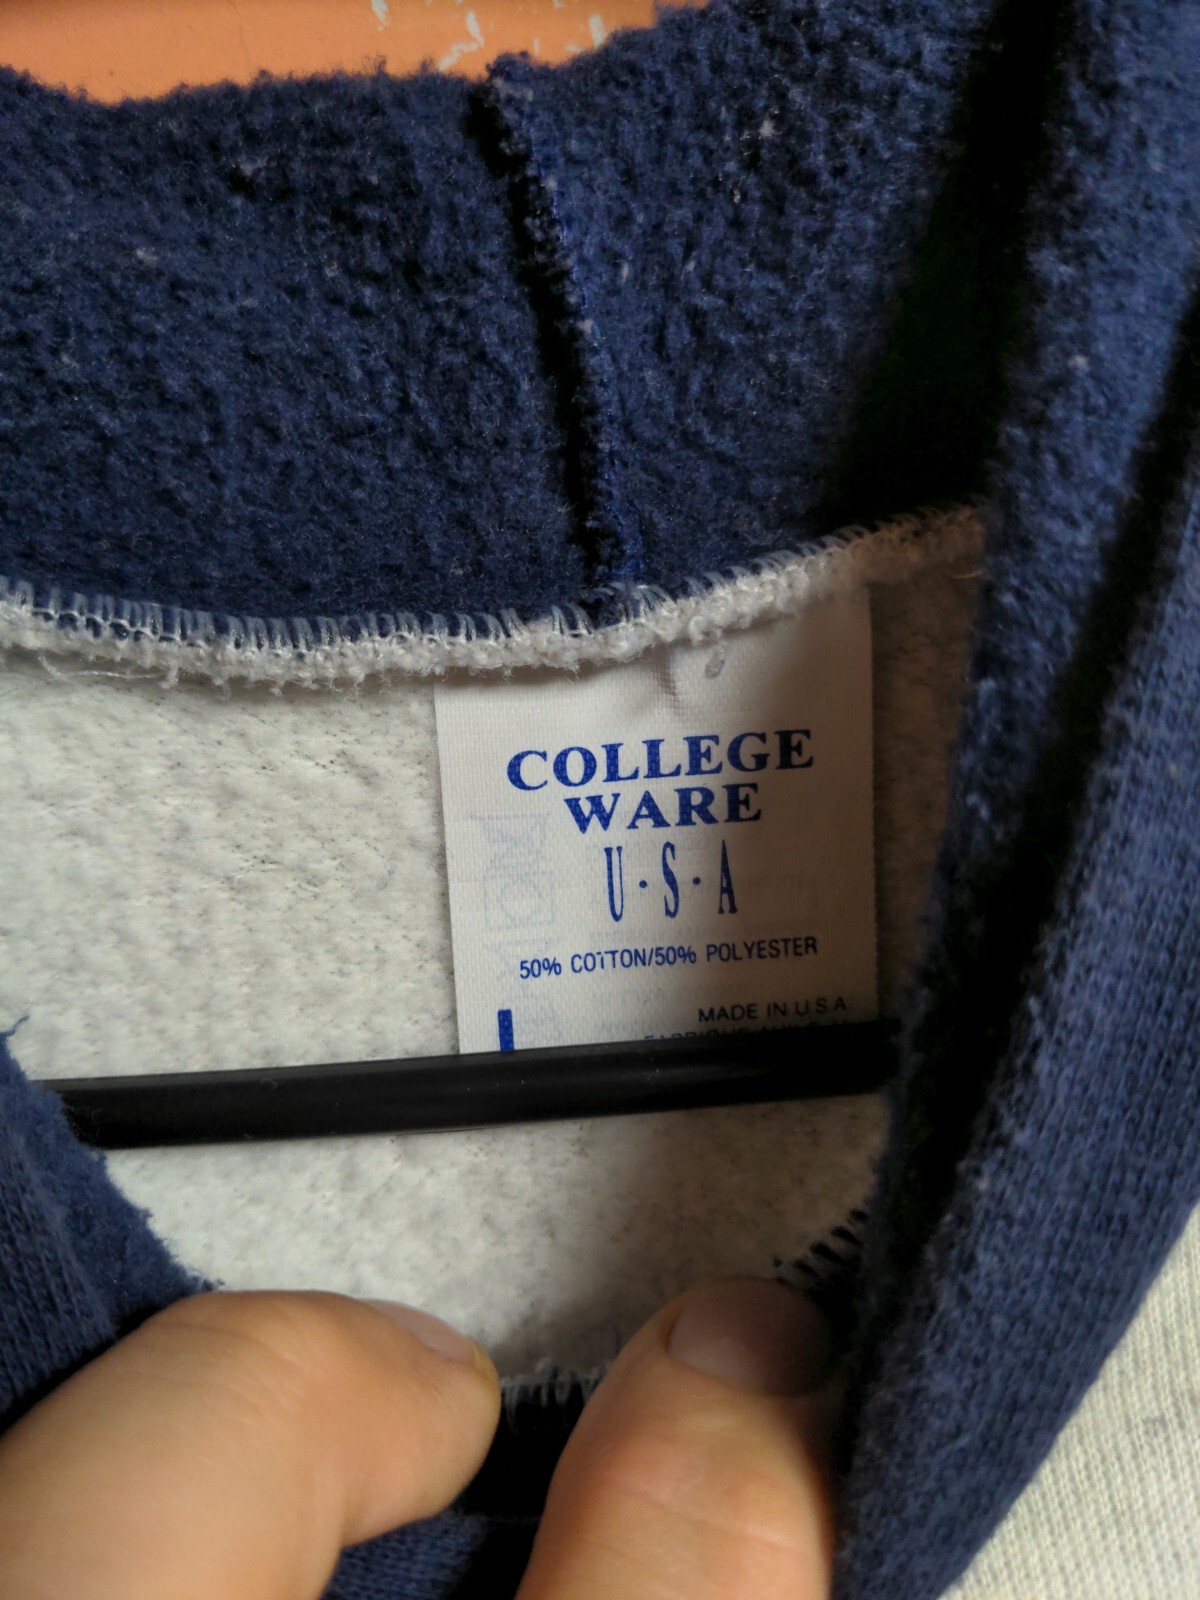 COLLEGE
WARE
U·S·A
50% COTTON/50% POLYESTER
MADE IN U S A